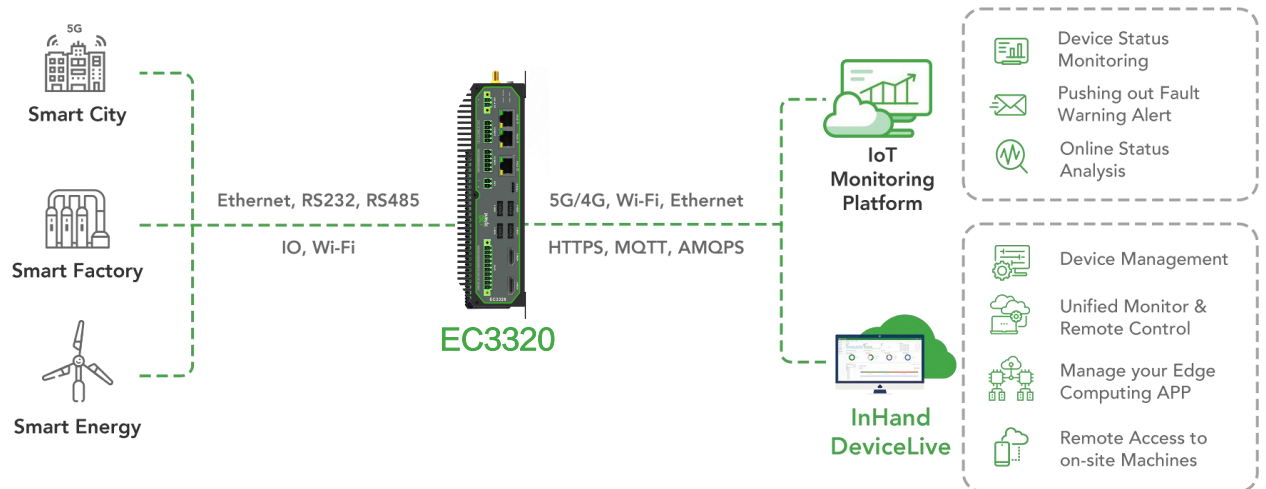 5G
Smart City
Smart Factory
Smart Energy
Ethernet, RS232, RS485
IO, Wi-Fi
EC3320
EC3320
5G/4G, Wi-Fi, Ethernet
HTTPS, MQTT, AMQPS
IoT
Monitoring
Platform
InHand
DeviceLive
Device Status
Monitoring
Pushing out Fault
Warning Alert
Online Status
Analysis
Device Management
Unified Monitor &
Remote Control
Manage your Edge
Computing APP
Remote Access to
on-site Machines